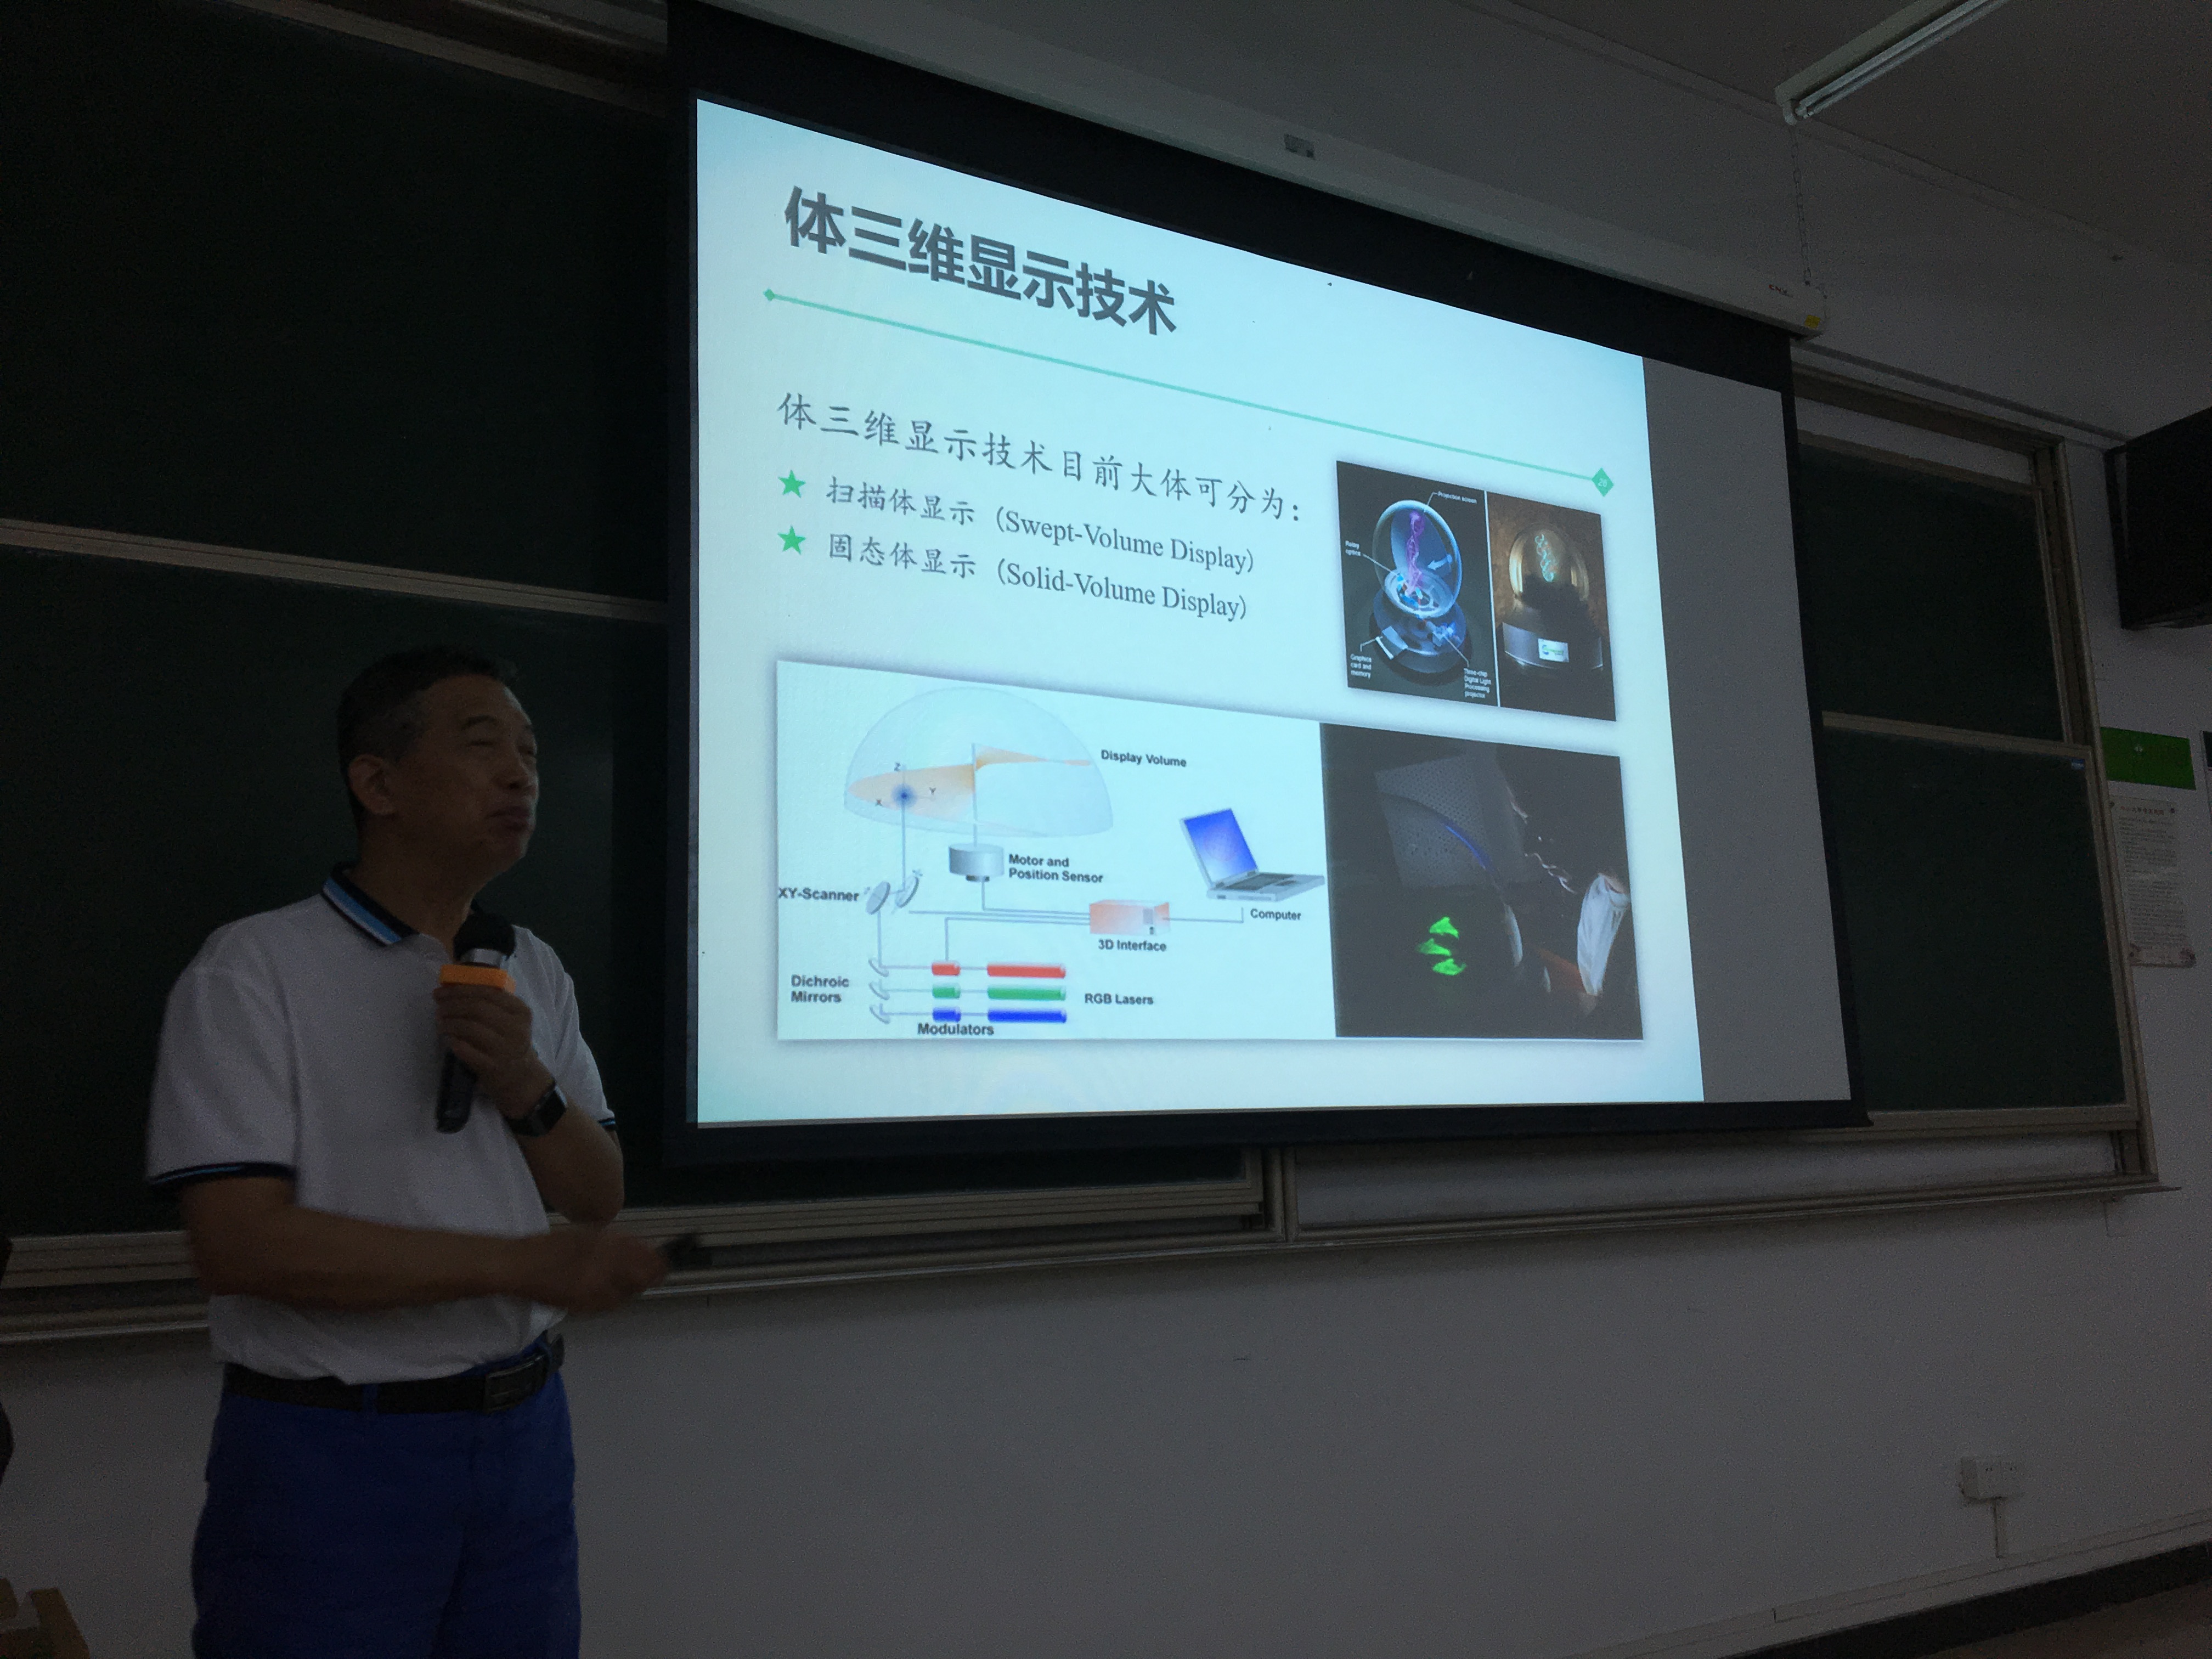 体三维显示技术
28
体三维显示技术目前大体可分为：
扫描体显示（Swept-Volume Display）
固态体显示（Solid-Volume Display）
Projection screen
Relay
optics
Graphics
card and
memory
Three-chip
Digital Light
Processing
projector
Display Volume
Z
X
Y
Motor and
Position Sensor
XY-Scanner
Computer
3D Interface
Dichroic
Mirrors
RGB Lasers
Modulators